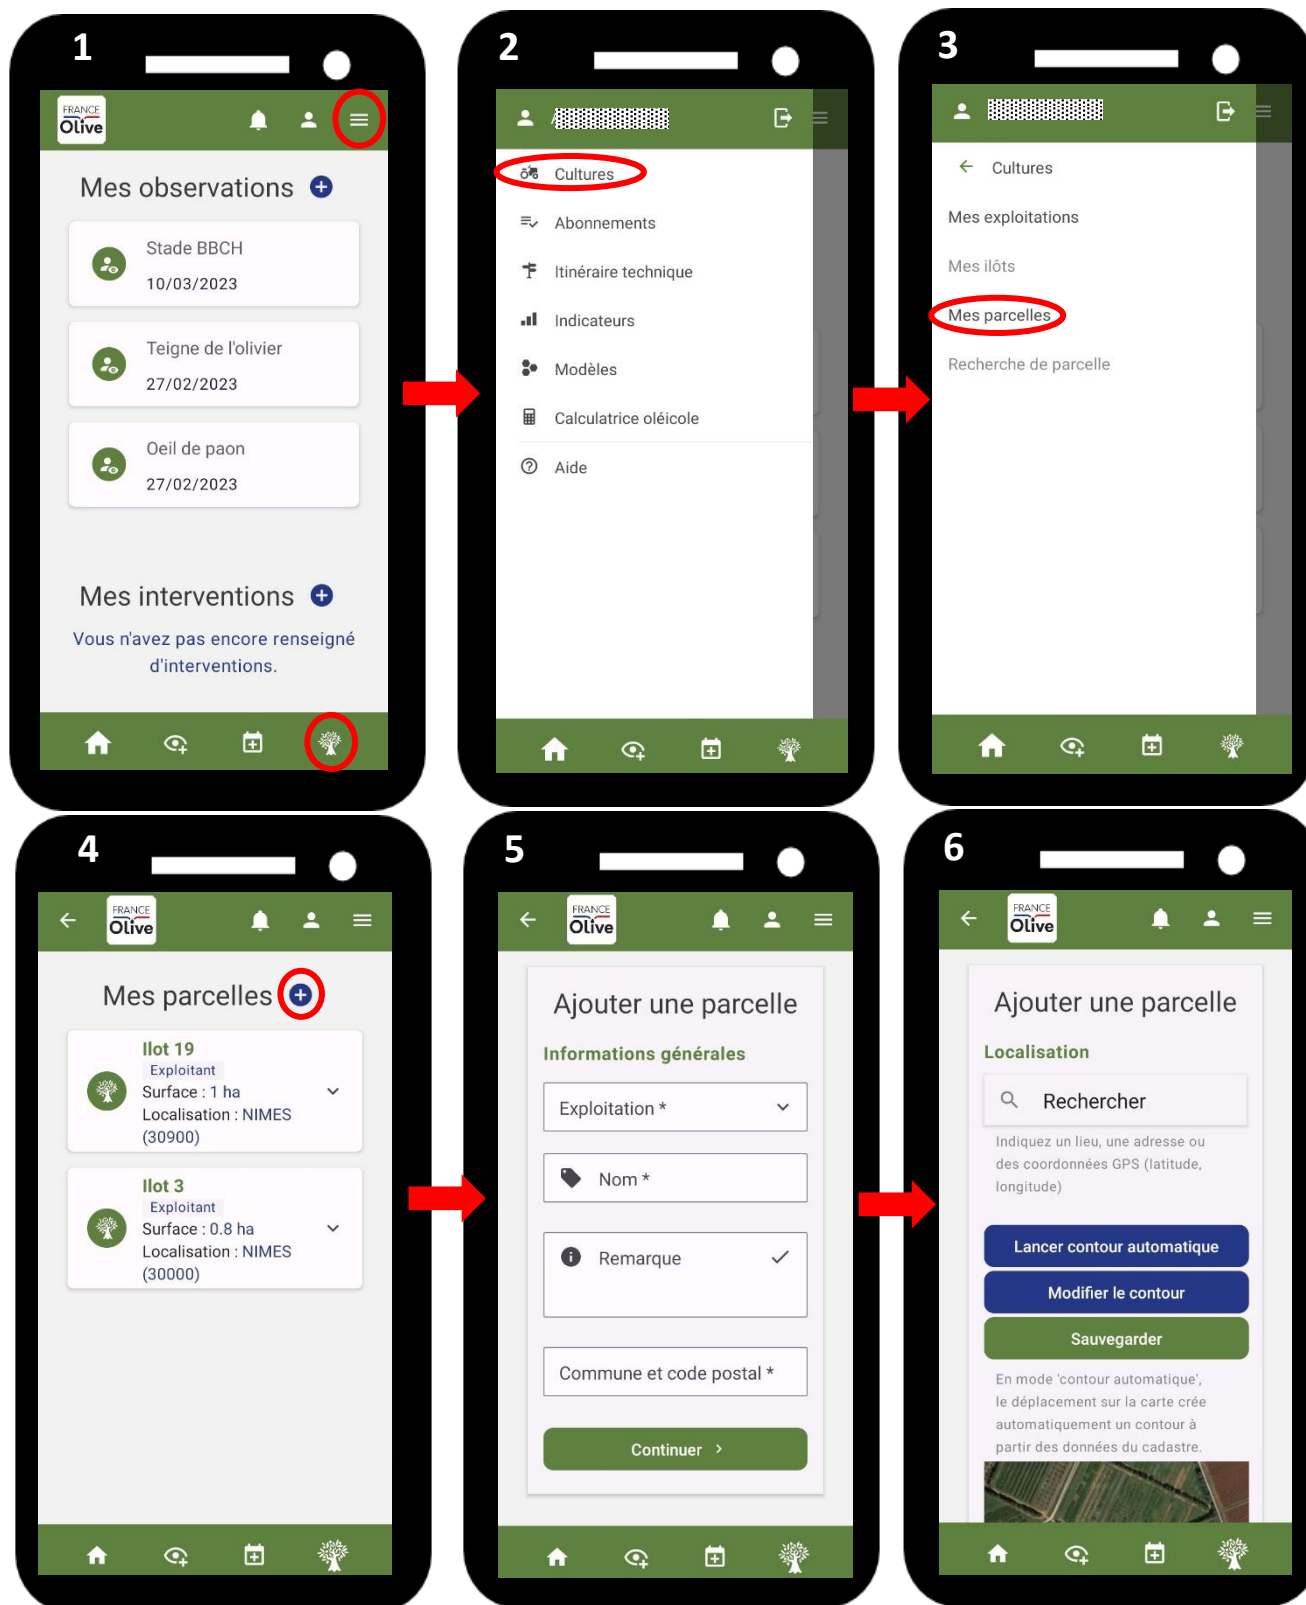 1
FRANCE
Olive
Mes observations
Stade BBCH
10/03/2023
Teigne de l'olivier
27/02/2023
Oeil de paon
27/02/2023
Mes interventions
Vous n'avez pas encore renseigné
d'interventions.
2
Cultures
Abonnements
Itinéraire technique
Indicateurs
Modèles
Calculatrice oléicole
Aide
3
Cultures
Mes exploitations
Mes ilôts
Mes parcelles
Recherche de parcelle
4
FRANCE
Olive
Mes parcelles
Ilot 19
Exploitant
Surface : 1 ha
Localisation : NIMES
(30900)
Ilot 3
Exploitant
Surface : 0.8 ha
Localisation : NIMES
(30000)
5
FRANCE
Olive
Ajouter une parcelle
Informations générales
Exploitation *
Nom *
Remarque
Commune et code postal *
Continuer
6
FRANCE
Olive
Ajouter une parcelle
Localisation
Rechercher
Indiquez un lieu, une adresse ou
des coordonnées GPS (latitude,
longitude)
Lancer contour automatique
Modifier le contour
Sauvegarder
En mode 'contour automatique',
le déplacement sur la carte crée
automatiquement un contour à
partir des données du cadastre.